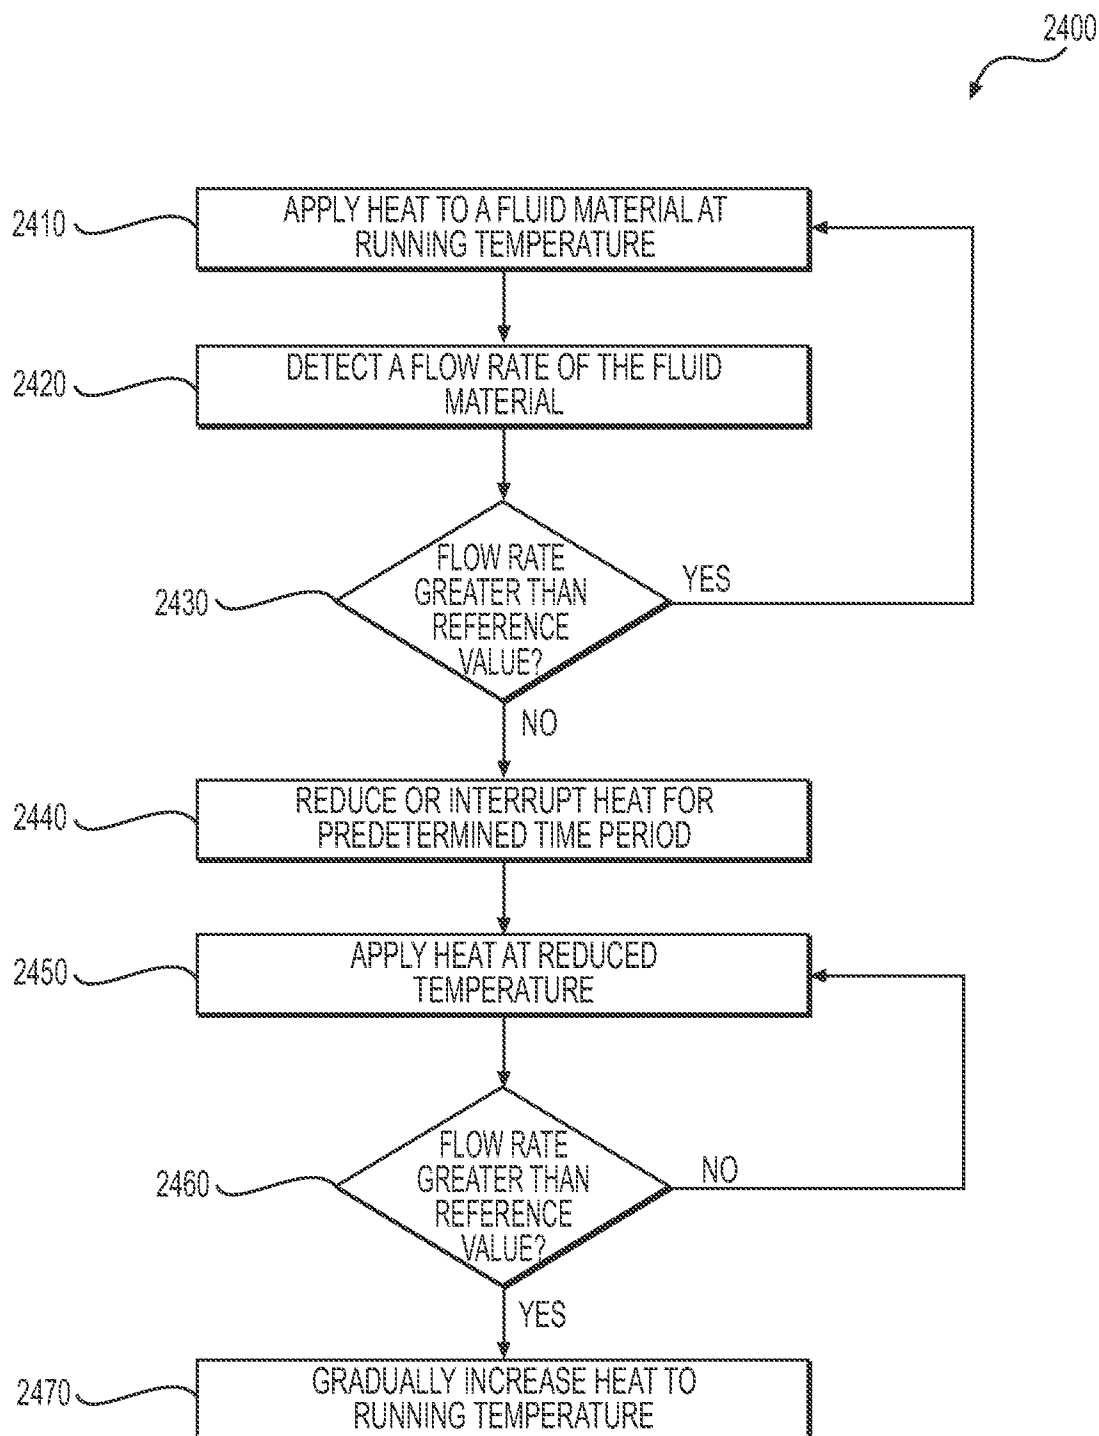 2400
2410
APPLY HEAT TO A FLUID MATERIAL AT
RUNNING TEMPERATURE
2420
DETECT A FLOW RATE OF THE FLUID
MATERIAL
2430
FLOW RATE
GREATER THAN
REFERENCE
VALUE?
YES
NO
2440
REDUCE OR INTERRUPT HEAT FOR
PREDETERMINED TIME PERIOD
2450
APPLY HEAT AT REDUCED
TEMPERATURE
2460
FLOW RATE
GREATER THAN
REFERENCE
VALUE?
NO
YES
2470
GRADUALLY INCREASE HEAT TO
RUNNING TEMPERATURE